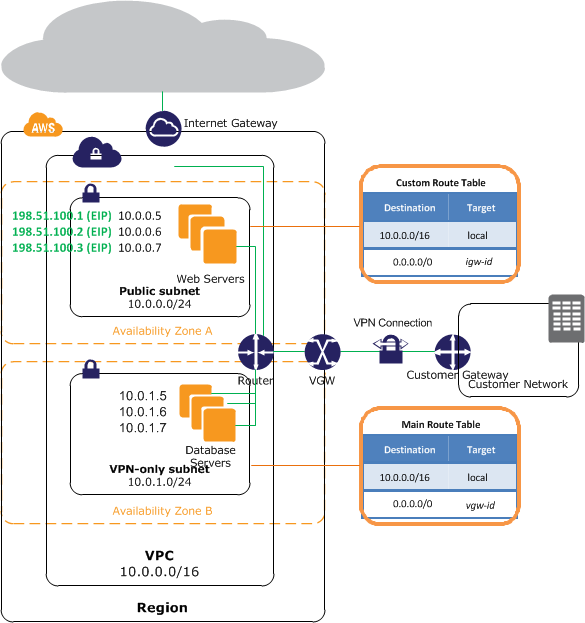 AWS
Internet Gateway
198.51.100.1 (EIP) 10.0.0.5
198.51.100.2 (EIP) 10.0.0.6
198.51.100.3 (EIP) 10.0.0.7
Web Servers
Public subnet
10.0.0.0/24
Availability Zone A
Custom Route Table
Destination Target
10.0.0.0/16 local
0.0.0.0/0 igw-id
VPN Connection
Router
VGW
Customer Gateway
Customer Network
10.0.1.5
10.0.1.6
10.0.1.7
Database
Servers
VPN-only subnet
10.0.1.0/24
Availability Zone B
Main Route Table
Destination Target
10.0.0.0/16 local
0.0.0.0/0 vgw-id
VPC
10.0.0.0/16
Region